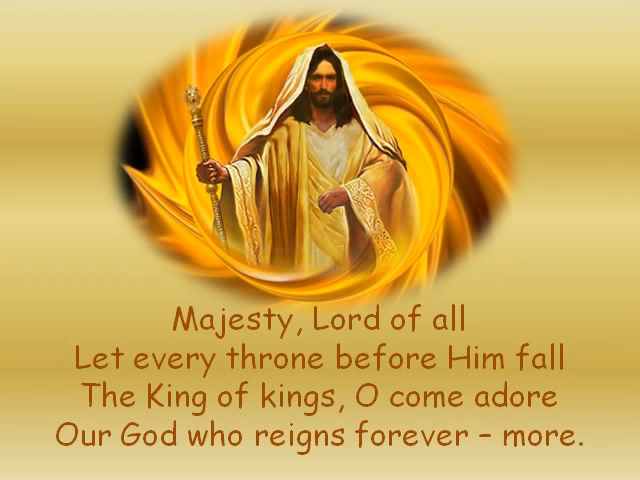 Majesty, Lord of all
Let every throne before Him fall
The King of kings, O come adore
Our God who reigns forever – more.